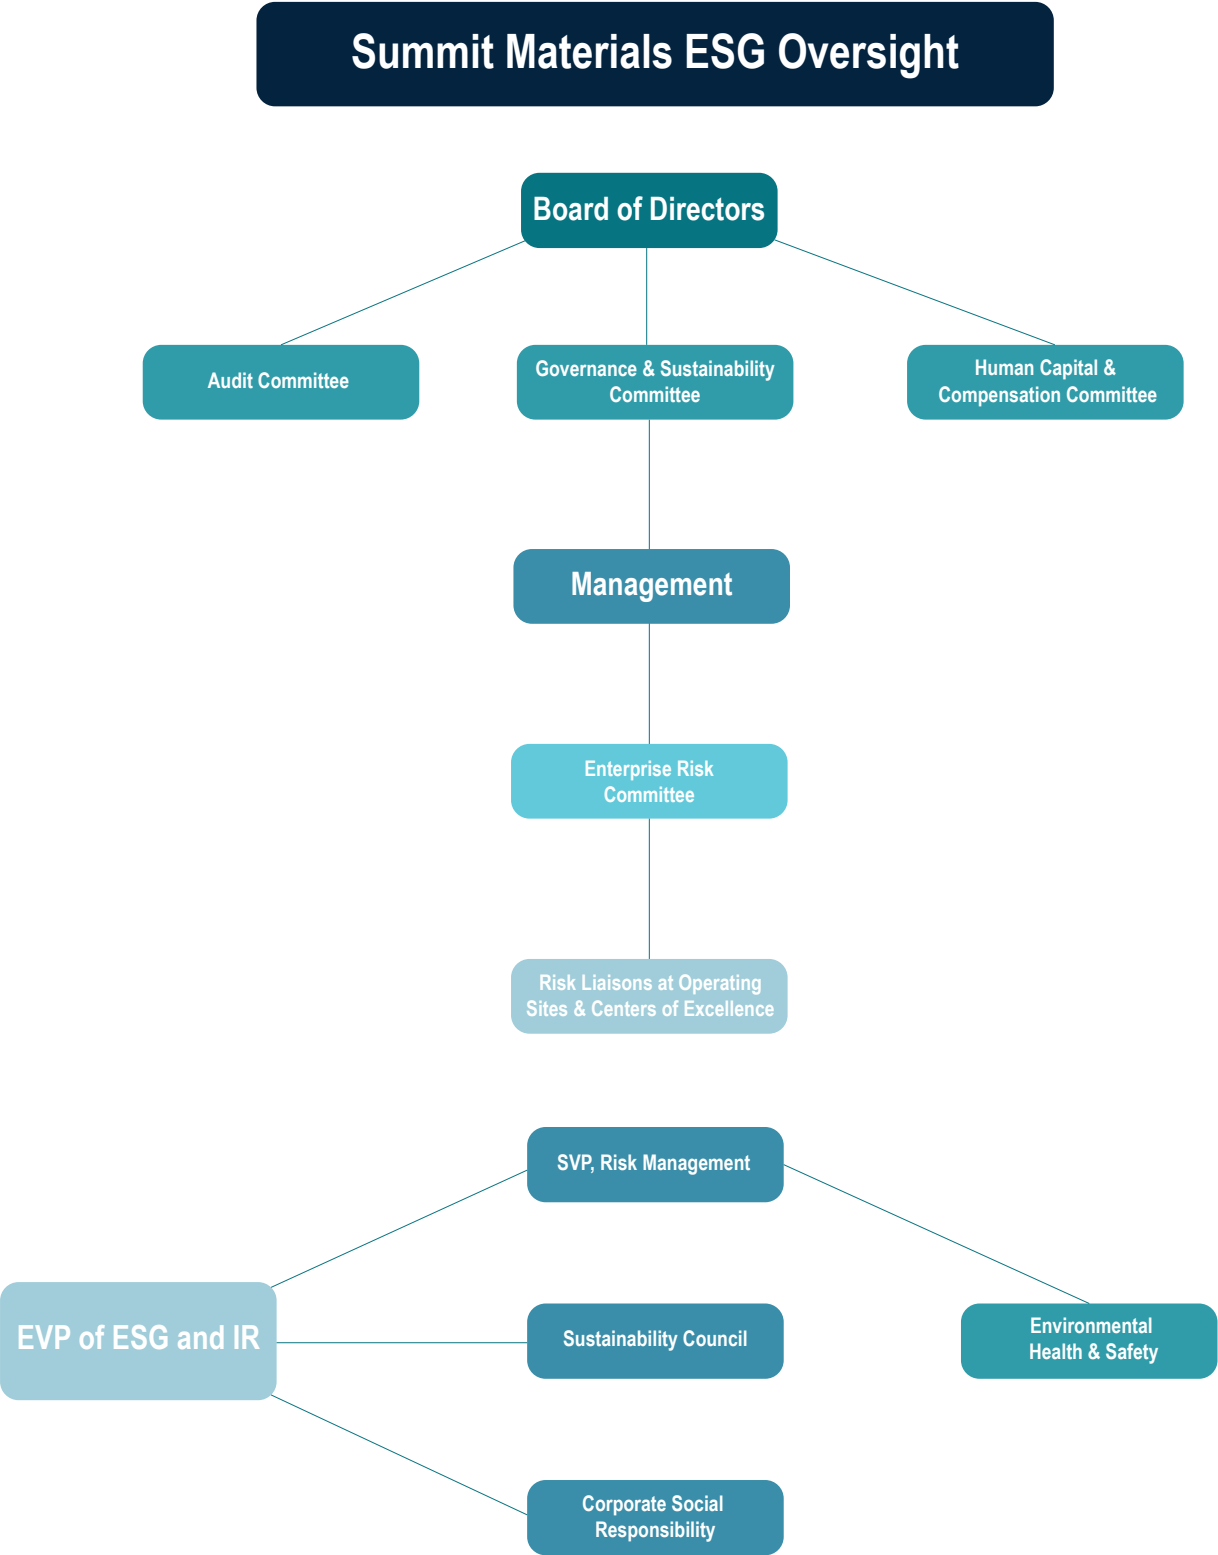 Summit Materials ESG Oversight
Board of Directors
Audit Committee
Governance & Sustainability
Committee
Human Capital &
Compensation Committee
Management
Enterprise Risk
Committee
Risk Liaisons at Operating
Sites & Centers of Excellence
SVP, Risk Management
EVP of ESG and IR
Sustainability Council
Environmental
Health & Safety
Corporate Social
Responsibility